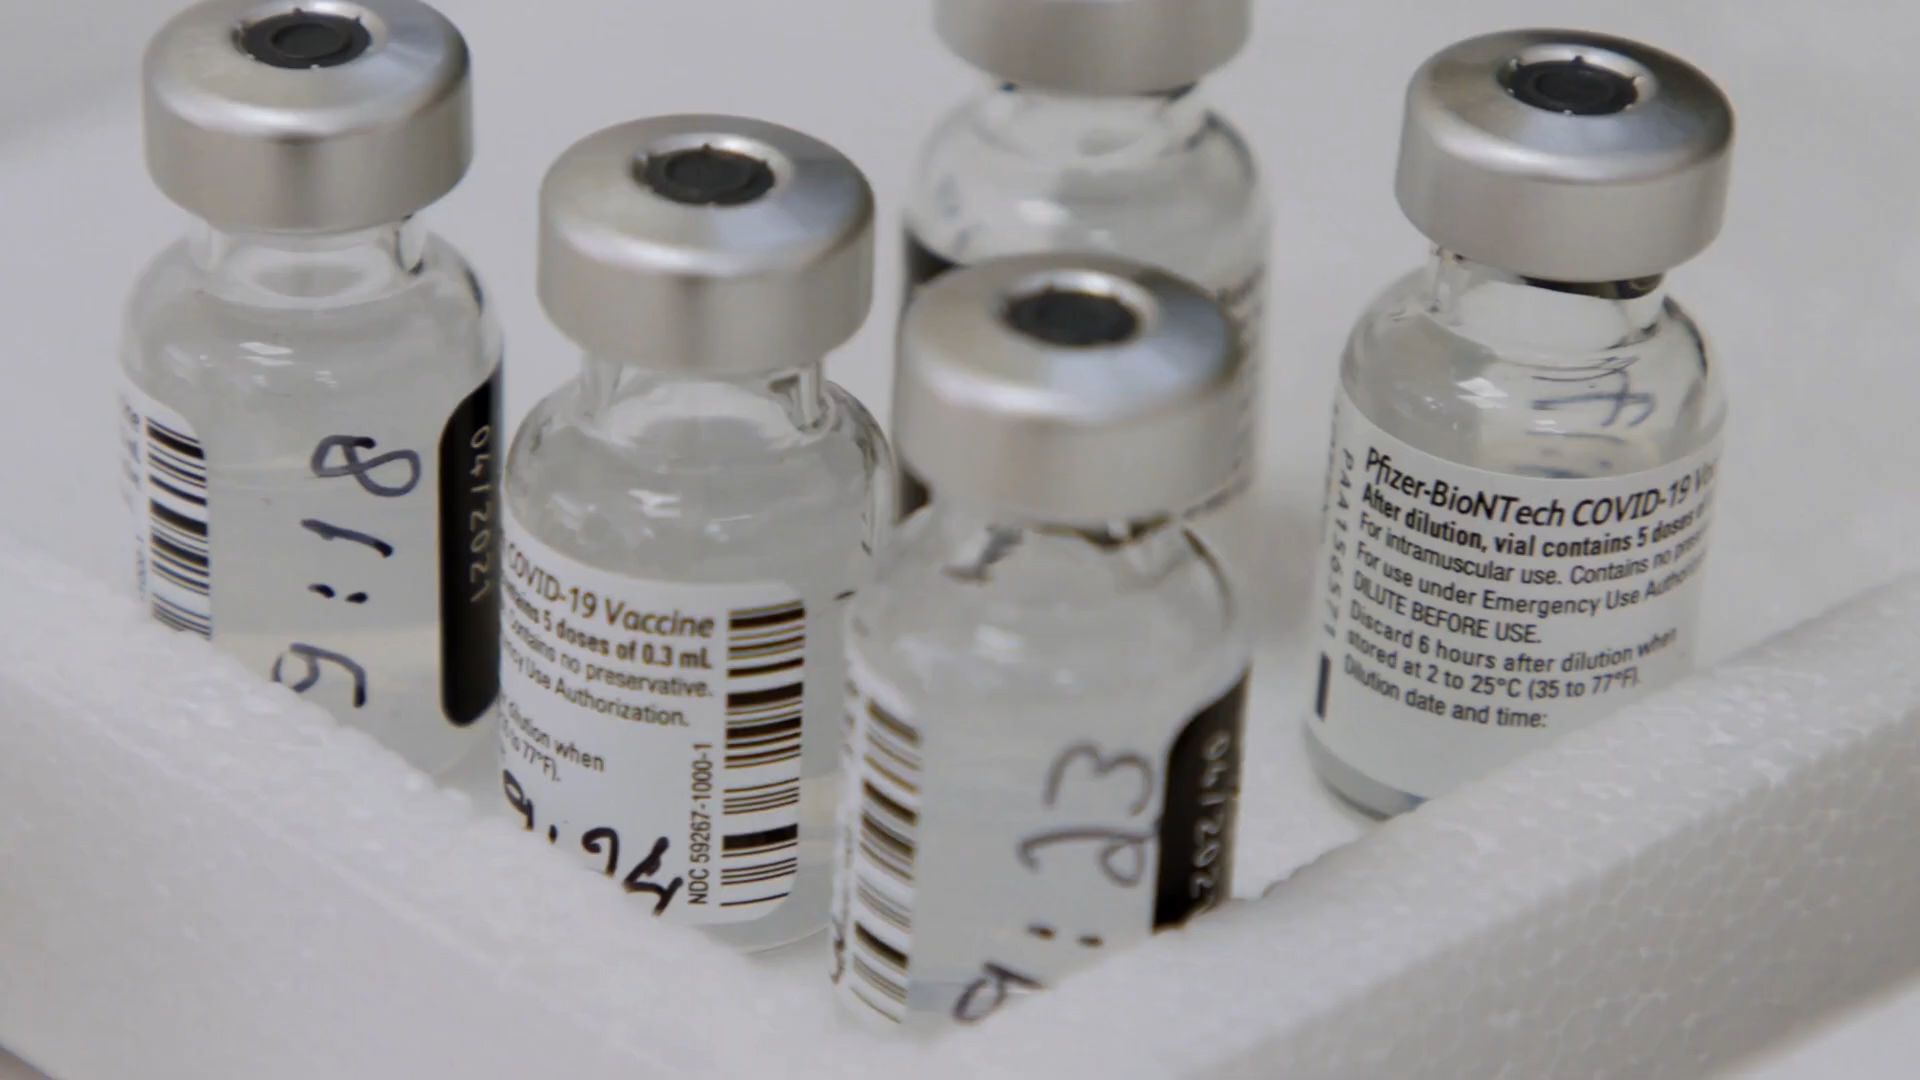 9:18
04/2021
COVID-19 Vaccine
5 doses of 0.3 mL
contains no preservative.
Use Authorization.
dilution when
77°F).
9:24
NDC 59267-1000-1
9:23
Pfizer-BioNTech COVID-19
After dilution, vial contains 5 doses
For intramuscular use. Contains no
For use under Emergency Use
DILUTE BEFORE USE.
Discard 6 hours after dilution when
stored at 2 to 25°C (35 to 77°F).
Dilution date and time: